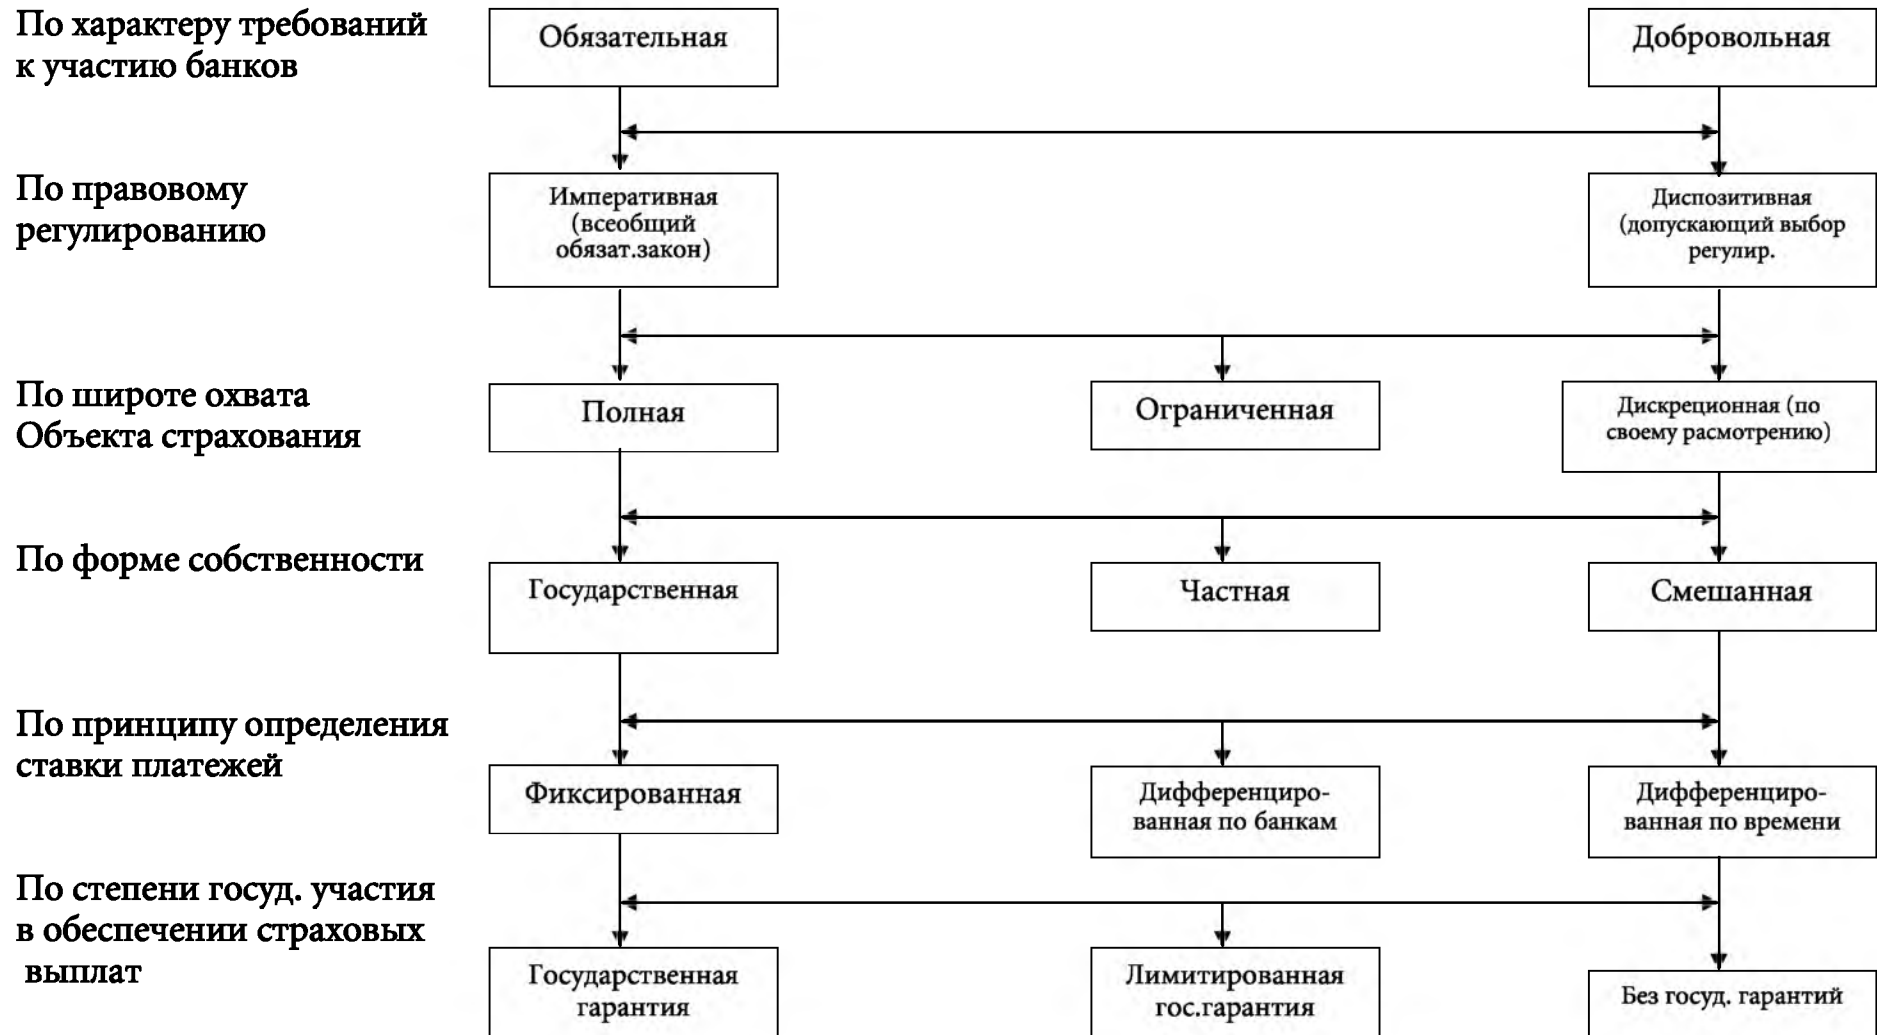 По характеру требований
к участию банков
Обязательная
Добровольная
По правовому
регулированию
Императивная
(всеобщий
обязат.закон)
Диспозитивная
(допускающий выбор
регулир.
По широте охвата
Объекта страхования
Полная
Ограниченная
Дискреционная (по
своему расмотрению)
По форме собственности
Государственная
Частная
Смешанная
По принципу определения
ставки платежей
Фиксированная
Дифференциро-
ванная по банкам
Дифференциро-
ванная по времени
По степени госуд. участия
в обеспечении страховых
выплат
Государственная
гарантия
Лимитированная
гос.гарантия
Без госуд. гарантий